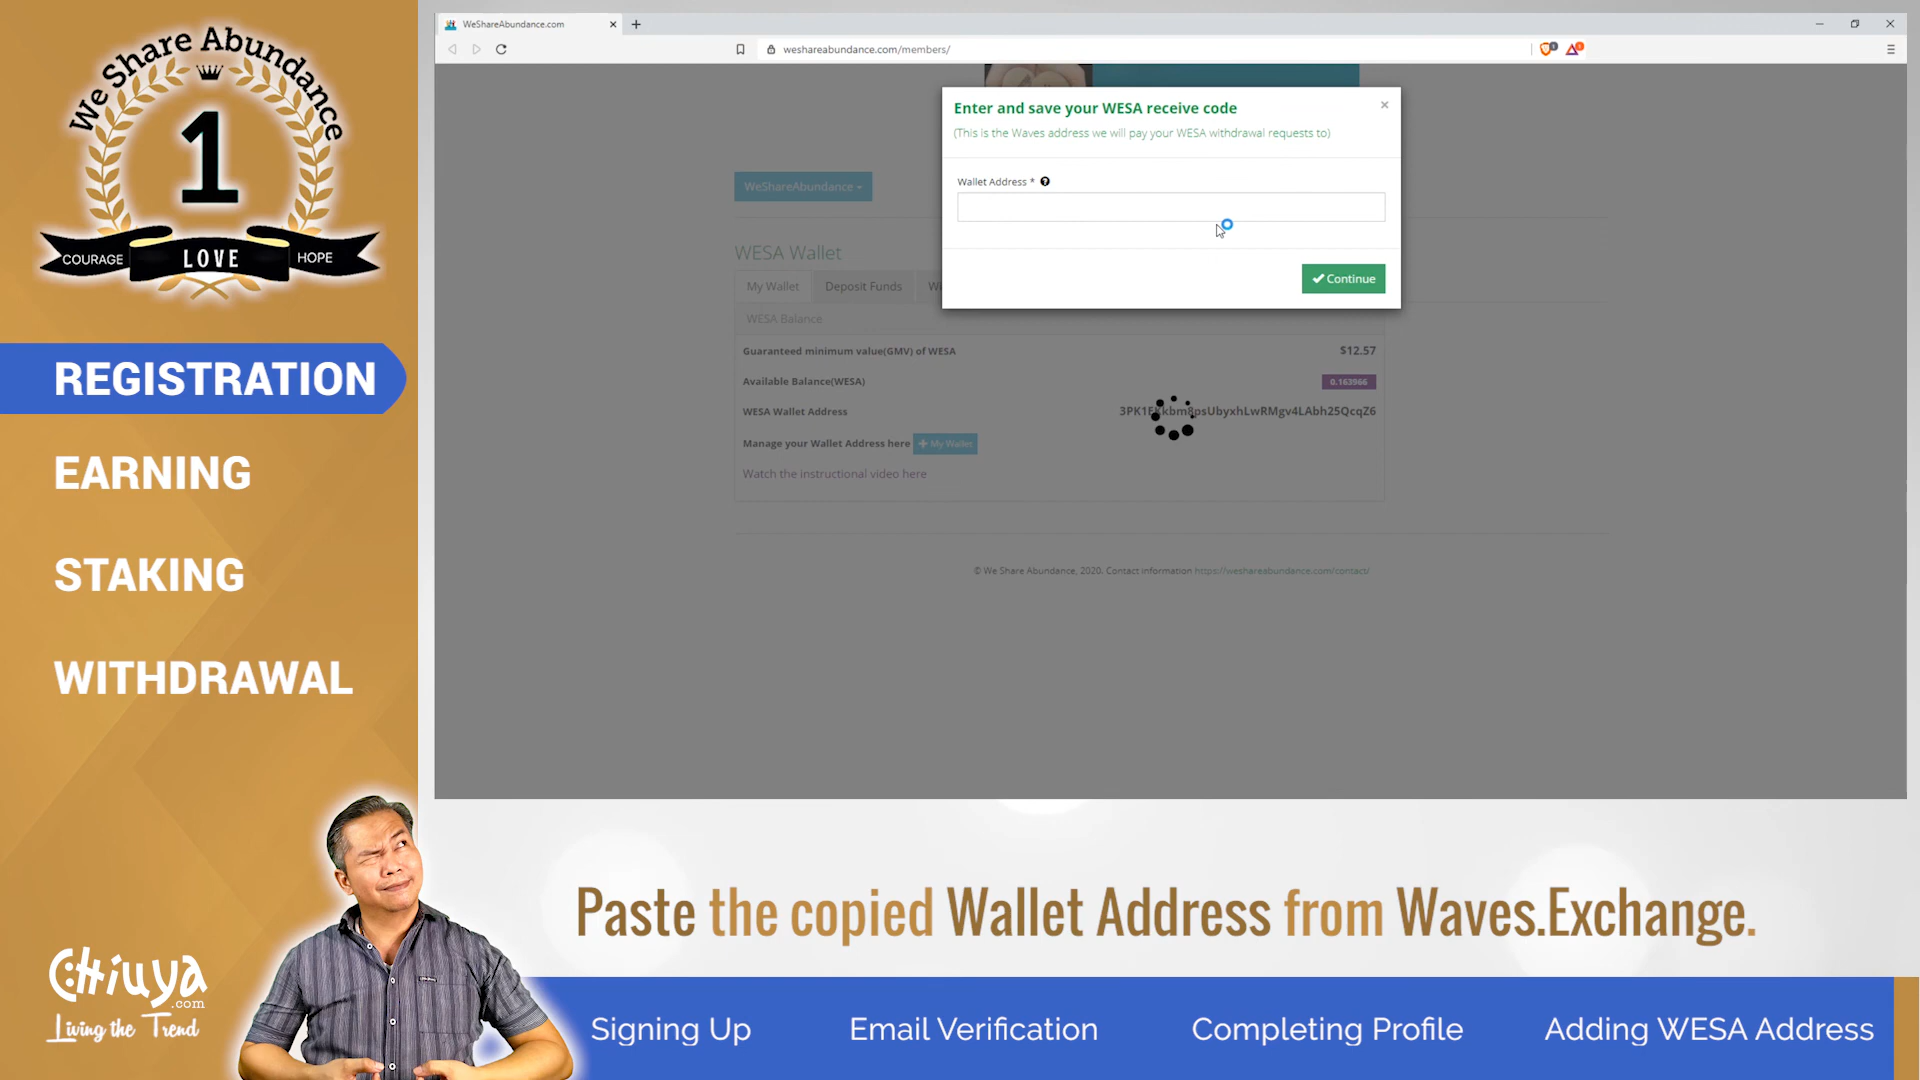 We Share Abundance
1
COURAGE LOVE HOPE
REGISTRATION
EARNING
STAKING
WITHDRAWAL
CHiuya
.com
Living the Trend
WeShareAbundance.com
weshareabundance.com/members/
Enter and save your WESA receive code
(This is the Waves address we will pay your WESA withdrawal requests to)
Wallet Address *
Continue
WeShareAbundance
WESA Wallet
My Wallet
Deposit Funds
WESA Balance
Guaranteed minimum value(GMV) of WESA $12.57
Available Balance(WESA) 0.163966
WESA Wallet Address
Manage your Wallet Address here + My Wallet
Watch the instructional video here
© We Share Abundance, 2020. Contact information https://weshareabundance.com/contact/
Paste the copied Wallet Address from Waves.Exchange.
Signing Up Email Verification Completing Profile Adding WESA Address